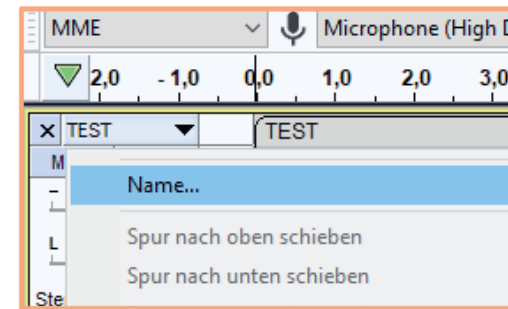 MME Microphone (High D
2,0 - 1,0 0,0 1,0 2,0 3,0
× TEST TEST
M
Name...
-
Spur nach oben schieben
L
Spur nach unten schieben
Ste